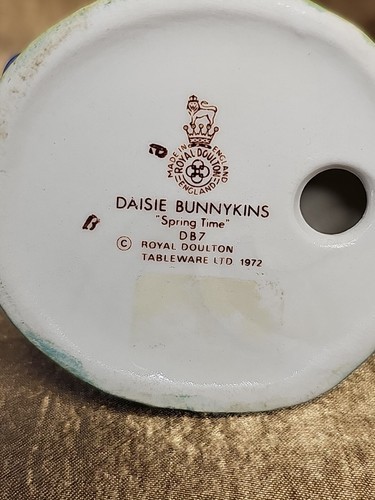 MADE IN ENGLAND
ROYAL DOULTON
ENGLAND
DAISIE BUNNYKINS
"Spring Time"
DB7
© ROYAL DOULTON
TABLEWARE LTD 1972